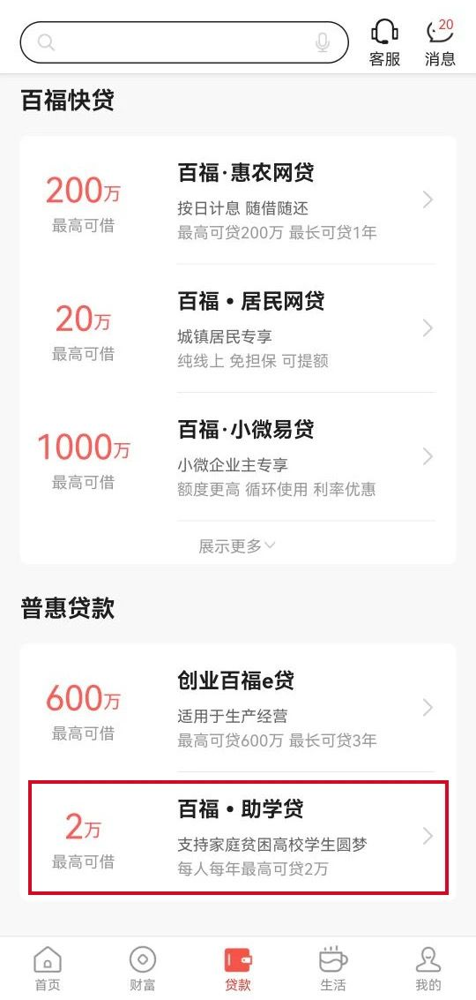 20
客服
消息
百福快贷
200万
最高可借
百福·惠农网贷
按日计息 随借随还
最高可贷200万 最长可贷1年
20万
最高可借
百福·居民网贷
城镇居民专享
纯线上 免担保 可提额
1000万
最高可借
百福·小微易贷
小微企业主专享
额度更高 循环使用 利率优惠
展示更多
普惠贷款
600万
最高可借
创业百福e贷
适用于生产经营
最高可贷600万 最长可贷3年
2万
最高可借
百福·助学贷
支持家庭贫困高校学生圆梦
每人每年最高可贷2万
首页
财富
贷款
生活
我的